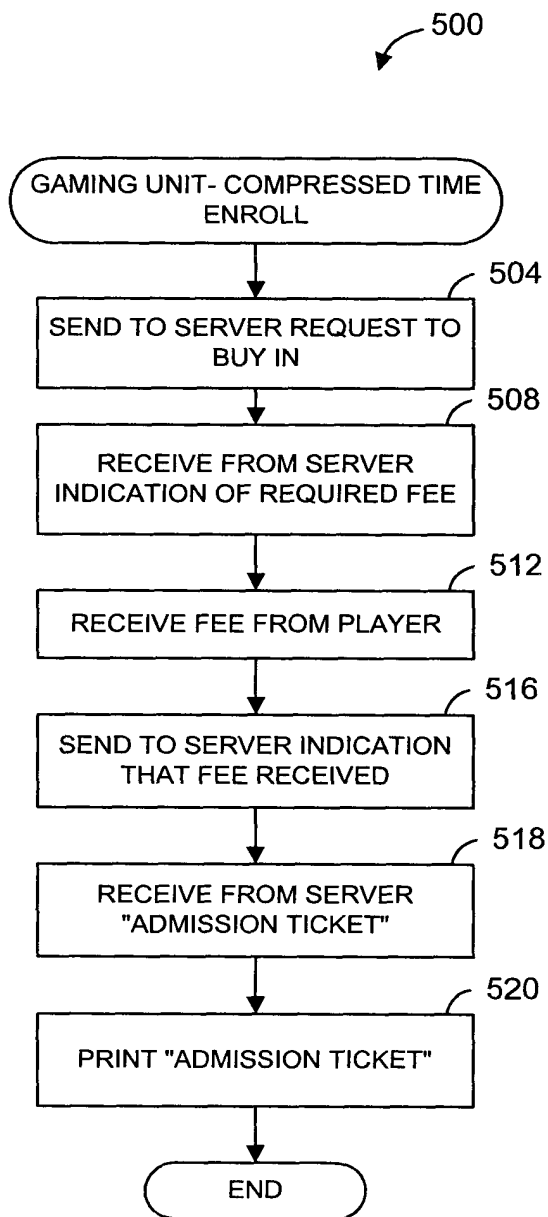 500
GAMING UNIT- COMPRESSED TIME
ENROLL
504
SEND TO SERVER REQUEST TO
BUY IN
508
RECEIVE FROM SERVER
INDICATION OF REQUIRED FEE
512
RECEIVE FEE FROM PLAYER
516
SEND TO SERVER INDICATION
THAT FEE RECEIVED
518
RECEIVE FROM SERVER
"ADMISSION TICKET"
520
PRINT "ADMISSION TICKET"
END